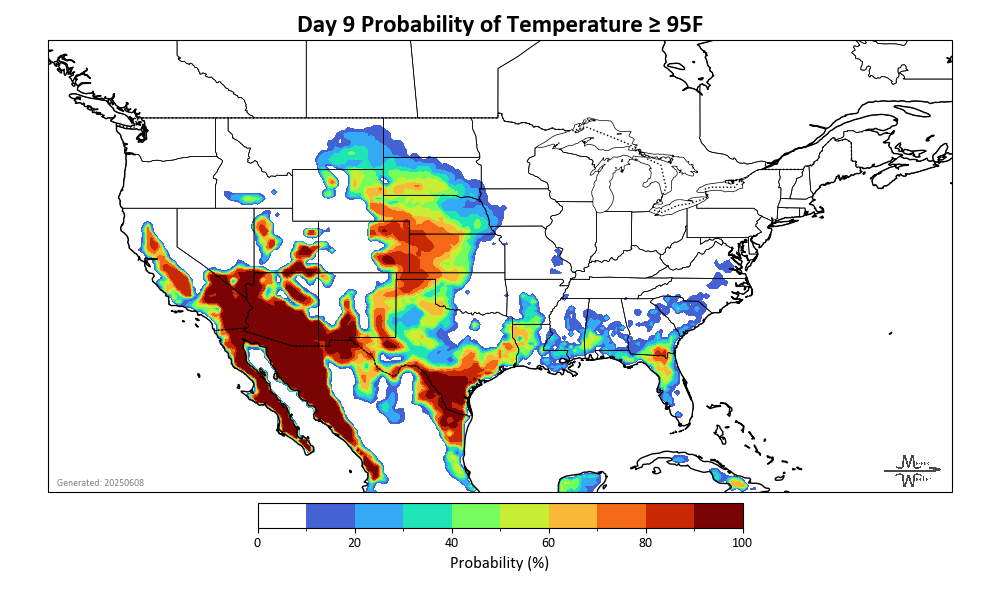 Day 9 Probability of Temperature ≥ 95F
Generated: 20250608
0 20 40 60 80 100
Probability (%)